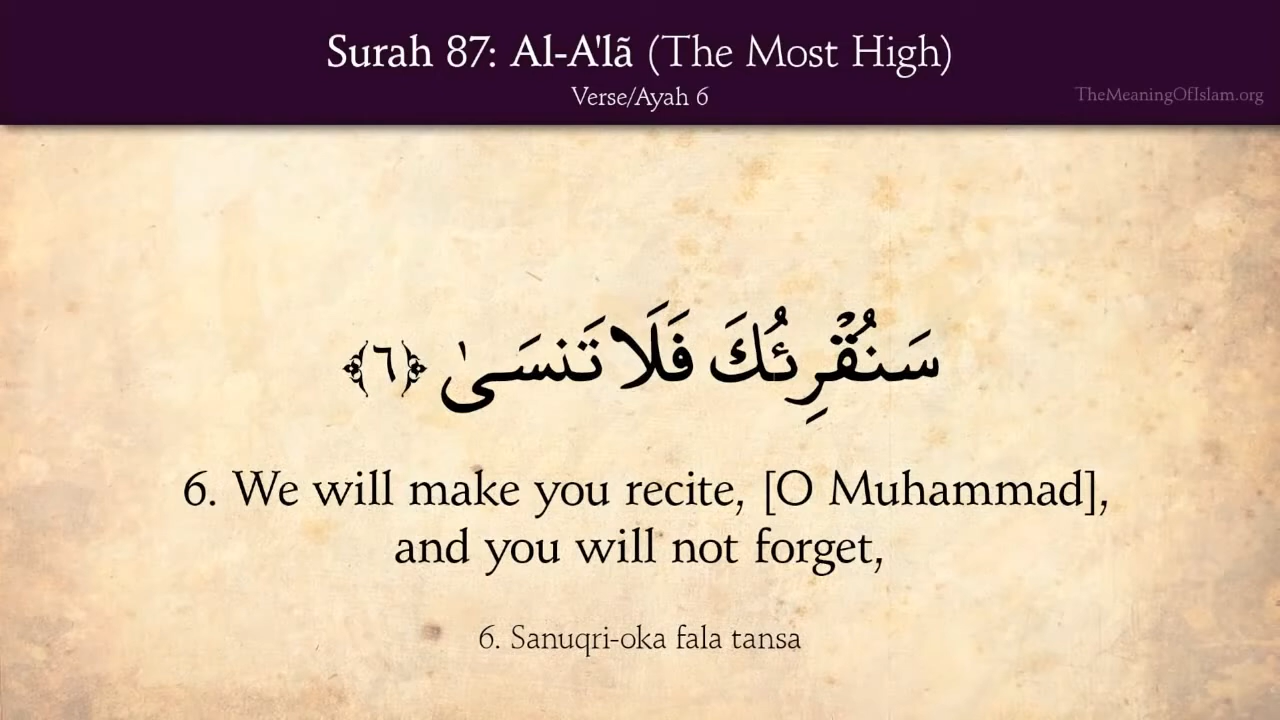 Surah 87: Al-A'lã (The Most High)
Verse/Ayah 6
TheMeaningOfIslam.org
سَنُقْرِئُكَ فَلَا تَنسَىٰ ﴿٦﴾
6. We will make you recite, [O Muhammad],
and you will not forget,
6. Sanuqri-oka fala tansa